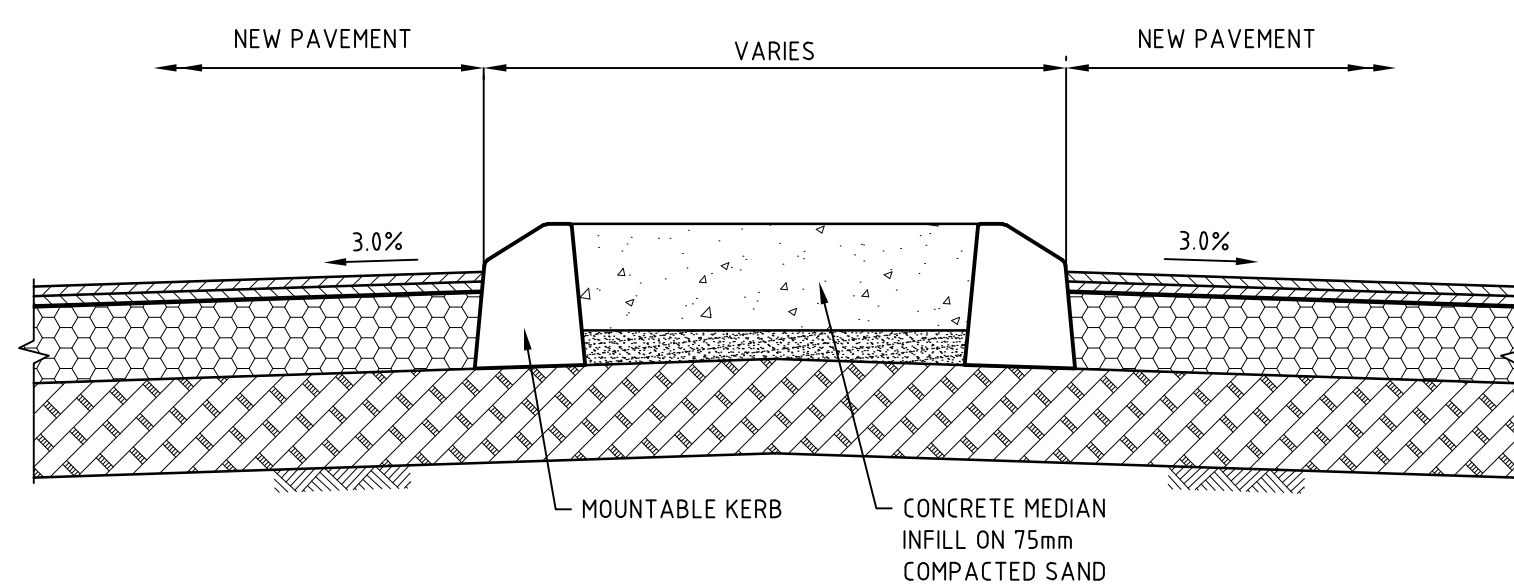 NEW PAVEMENT
VARIES
NEW PAVEMENT
3.0%
3.0%
MOUNTABLE KERB
CONCRETE MEDIAN
INFILL ON 75mm
COMPACTED SAND